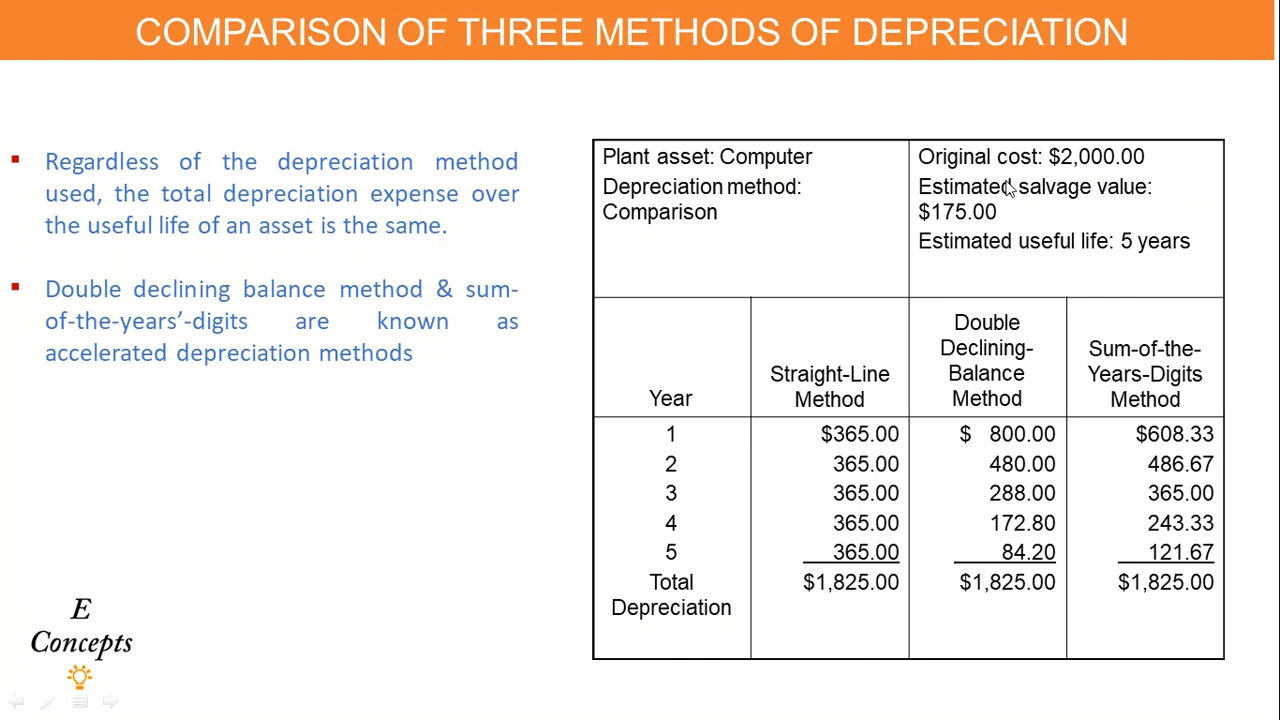 COMPARISON OF THREE METHODS OF DEPRECIATION
▪ Regardless of the depreciation method
used, the total depreciation expense over
the useful life of an asset is the same.
▪ Double declining balance method & sum-
of-the-years’-digits are known as
accelerated depreciation methods
Plant asset: Computer
Depreciation method:
Comparison
Original cost: $2,000.00
Estimated salvage value:
$175.00
Estimated useful life: 5 years
Year
Straight-Line
Method
Double
Declining-
Balance
Method
Sum-of-the-
Years-Digits
Method
1 $365.00 $ 800.00 $608.33
2 365.00 480.00 486.67
3 365.00 288.00 365.00
4 365.00 172.80 243.33
5 365.00 84.20 121.67
Total $1,825.00 $1,825.00 $1,825.00
Depreciation
E
Concepts